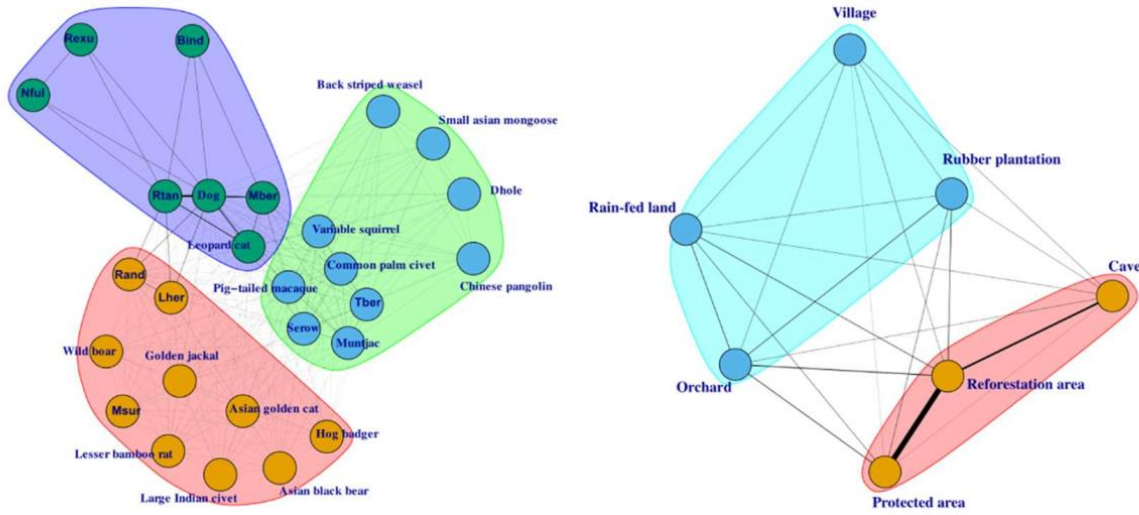 Rexu
Bind
Nful
Rtan
Dog
Mber
Leopard cat
Back striped weasel
Small asian mongoose
Dhole
Variable squirrel
Common palm civet
Chinese pangolin
Pig-tailed macaque
Tber
Serow
Muntjac
Rand
Lher
Wild boar
Golden jackal
Msur
Asian golden cat
Hog badger
Lesser bamboo rat
Large Indian civet
Asian black bear
Village
Rubber plantation
Rain-fed land
Cave
Orchard
Reforestation area
Protected area